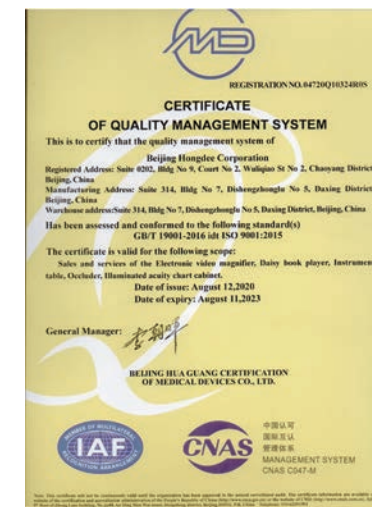 MD
REGISTRATION NO. 04720Q10324R0S
CERTIFICATE
OF QUALITY MANAGEMENT SYSTEM
This is to certify that the quality management system of
Beijing Hongdee Corporation
Registered Address: Suite 0202, Bldg No 9, Court No 2, Wuliqiao St No 2, Chaoyang District,
Beijing, China
Manufacturing Address: Suite 314, Bldg No 7, Dishengzhonglu No 5, Daxing District,
Beijing, China
Warehouse address:Suite 314, Bldg No 7, Dishengzhonglu No 5, Daxing District, Beijing, China
Has been assessed and conformed to the following standard(s)
GB/T 19001-2016 idt ISO 9001:2015
The certificate is valid for the following scope:
Sales and services of the Electronic video magnifier, Daisy book player, Instrument
table, Occluder, Illuminated acuity chart cabinet.
Date of issue: August 12,2020
Date of expiry: August 11,2023
General Manager:
BEIJING HUA GUANG CERTIFICATION
OF MEDICAL DEVICES CO., LTD.
MEMBER OF MULTILATERAL
IAF
RECOGNITION ARRANGEMENT
CNAS
中国认可
国际互认
管理体系
MANAGEMENT SYSTEM
CNAS C047-M